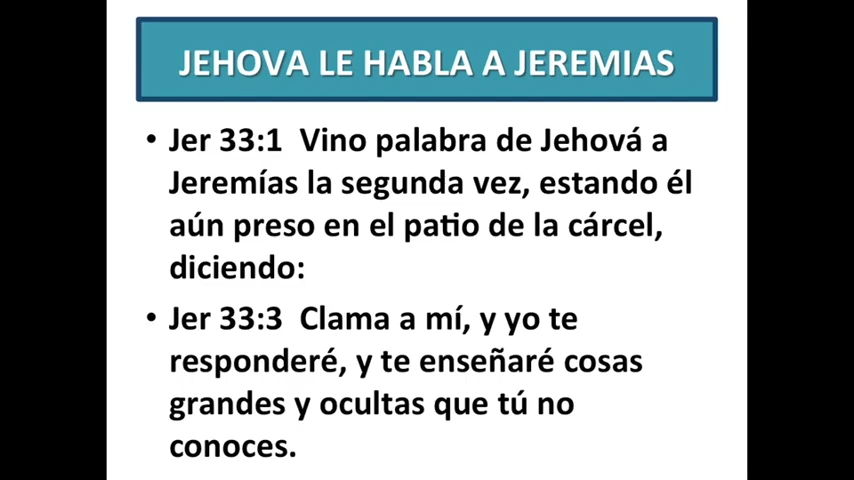 JEHOVA LE HABLA A JEREMIAS
• Jer 33:1  Vino palabra de Jehová a
Jeremías la segunda vez, estando él
aún preso en el patio de la cárcel,
diciendo:
• Jer 33:3  Clama a mí, y yo te
responderé, y te enseñaré cosas
grandes y ocultas que tú no
conoces.